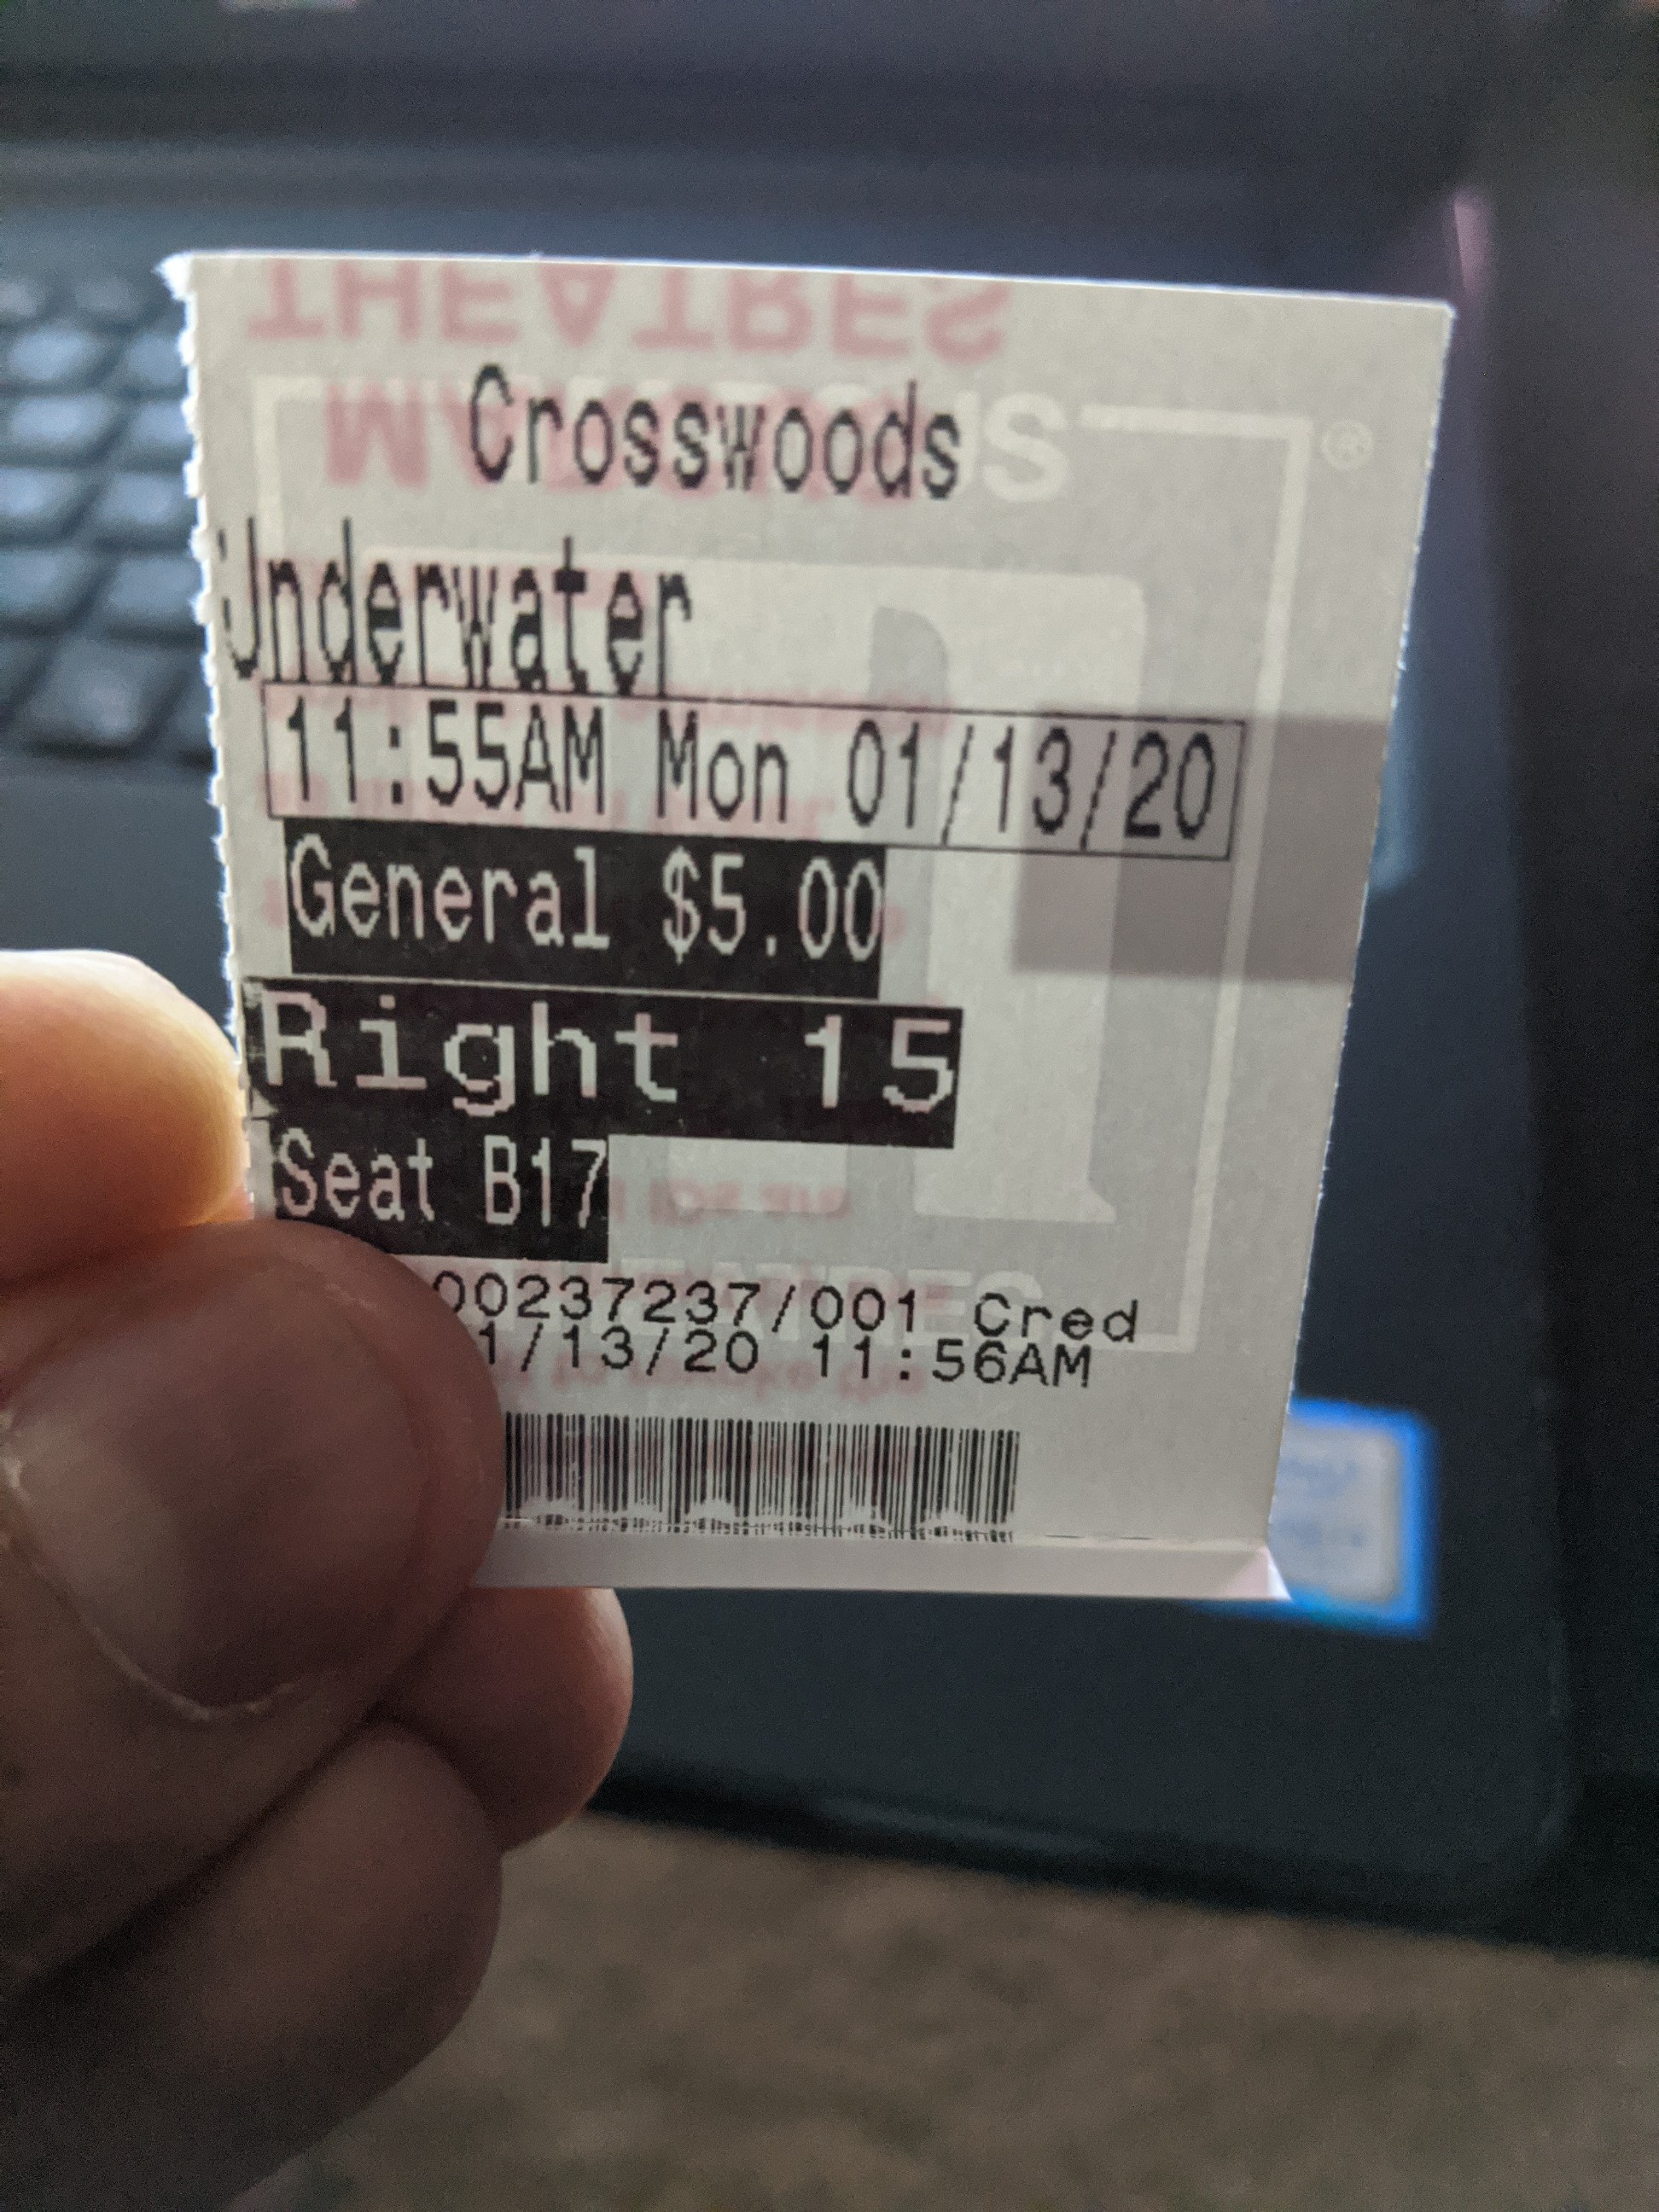 THEATRES
Crosswoods
Underwater
11:55AM Mon 01/13/20
General $5.00
Right 15
Seat B17
00237237/001 Cred
1/13/20 11:56AM